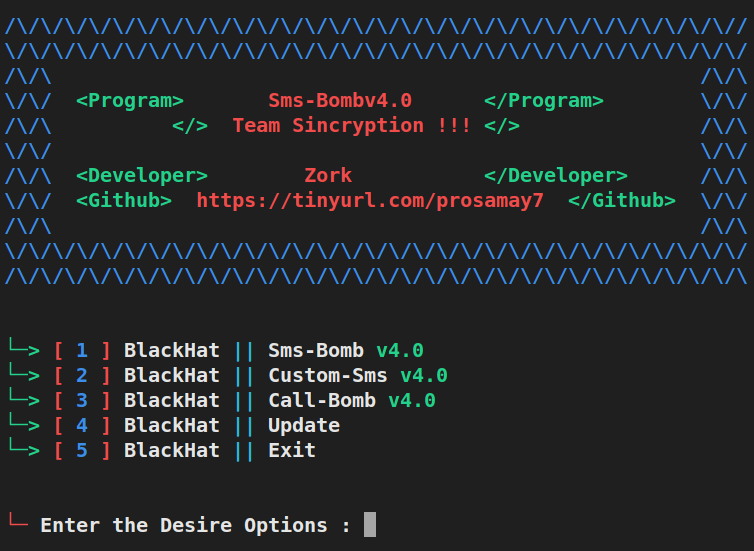 /\/\/\/\/\/\/\/\/\/\/\/\/\/\/\/\/\/\/\/\/\/\/\/\/\/\/\/\/\/\//
\/\/\/\/\/\/\/\/\/\/\/\/\/\/\/\/\/\/\/\/\/\/\/\/\/\/\/\/\/\/
/\/\ /\/\
\/\/ <Program> Sms-Bombv4.0 </Program> \/\/
/\/\ </> Team Sincryption !!! </> /\/\
\/\/ \/\/
/\/\ <Developer> Zork </Developer> /\/\
\/\/ <Github> https://tinyurl.com/prosamay7 </Github> \/\/
/\/\ /\/\
\/\/\/\/\/\/\/\/\/\/\/\/\/\/\/\/\/\/\/\/\/\/\/\/\/\/\/\/\/\/
/\/\/\/\/\/\/\/\/\/\/\/\/\/\/\/\/\/\/\/\/\/\/\/\/\/\/\/\/\/\
└─> [ 1 ] BlackHat || Sms-Bomb v4.0
└─> [ 2 ] BlackHat || Custom-Sms v4.0
└─> [ 3 ] BlackHat || Call-Bomb v4.0
└─> [ 4 ] BlackHat || Update
└─> [ 5 ] BlackHat || Exit
└─ Enter the Desire Options :